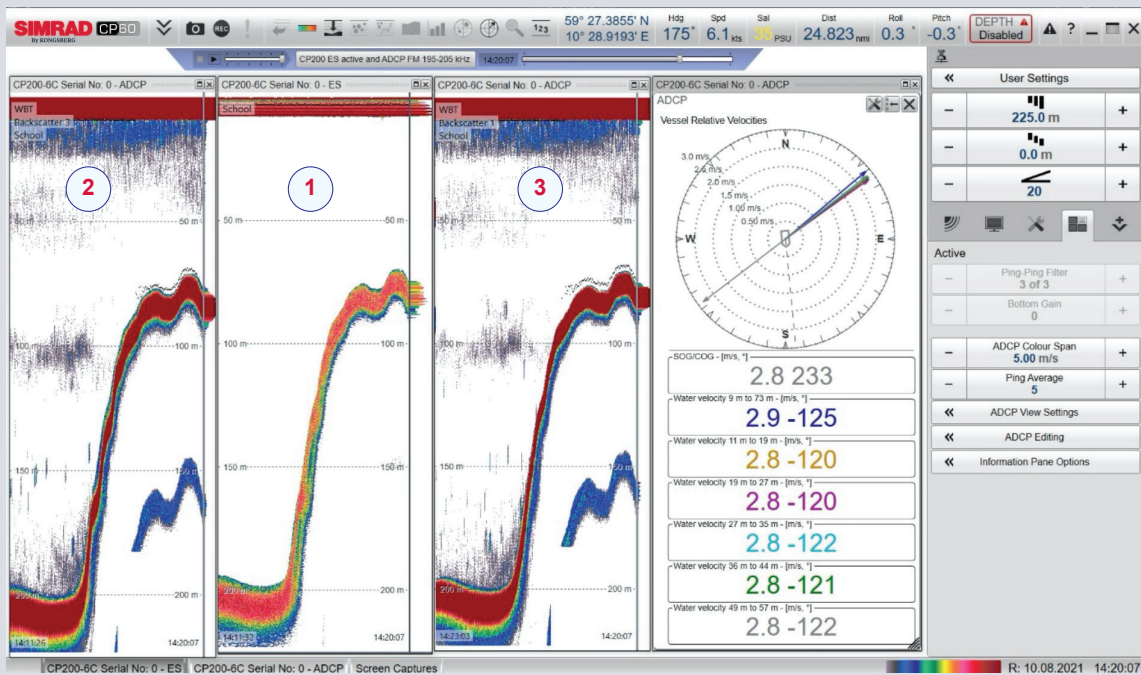 SIMRAD CP60
By KONGSBERG
REC
123
59° 27.3855' N
10° 28.9193' E
Hdg
175°
Spd
6.1 kts
Sal
35 PSU
Dist
24.823 nmi
Roll
0.3 °
Pitch
-0.3°
DEPTH
Disabled
?
CP200 ES active and ADCP FM 195-205 kHz
14:20:07
CP200-6C Serial No: 0 - ADCP
WBT
Backscatter 3
School
2
50 m
100 m
150 m
200 m
14:11:26
14:20:07
CP200-6C Serial No: 0 - ES
School
1
50 m
100 m
150 m
200 m
14:11:32
14:20:07
CP200-6C Serial No: 0 - ADCP
WBT
Backscatter 1
School
3
50 m
100 m
150 m
200 m
14:23:03
14:20:07
CP200-6C Serial No: 0 - ADCP
ADCP
Vessel Relative Velocities
N
3.0 m/s
2.5 m/s
2.0 m/s
1.5 m/s
1.00 m/s
0.50 m/s
W
E
S
SOG/COG - [m/s, °]
2.8 233
Water velocity 9 m to 73 m - [m/s, °]
2.9 -125
Water velocity 11 m to 19 m - [m/s, °]
2.8 -120
Water velocity 19 m to 27 m - [m/s, °]
2.8 -120
Water velocity 27 m to 35 m - [m/s, °]
2.8 -122
Water velocity 36 m to 44 m - [m/s, °]
2.8 -121
Water velocity 49 m to 57 m - [m/s, °]
2.8 -122
User Settings
225.0 m
0.0 m
20
Active
Ping-Ping Filter
3 of 3
Bottom Gain
0
ADCP Colour Span
5.00 m/s
Ping Average
5
ADCP View Settings
ADCP Editing
Information Pane Options
CP200-6C Serial No: 0 - ES
CP200-6C Serial No: 0 - ADCP
Screen Captures
R: 10.08.2021 14:20:07